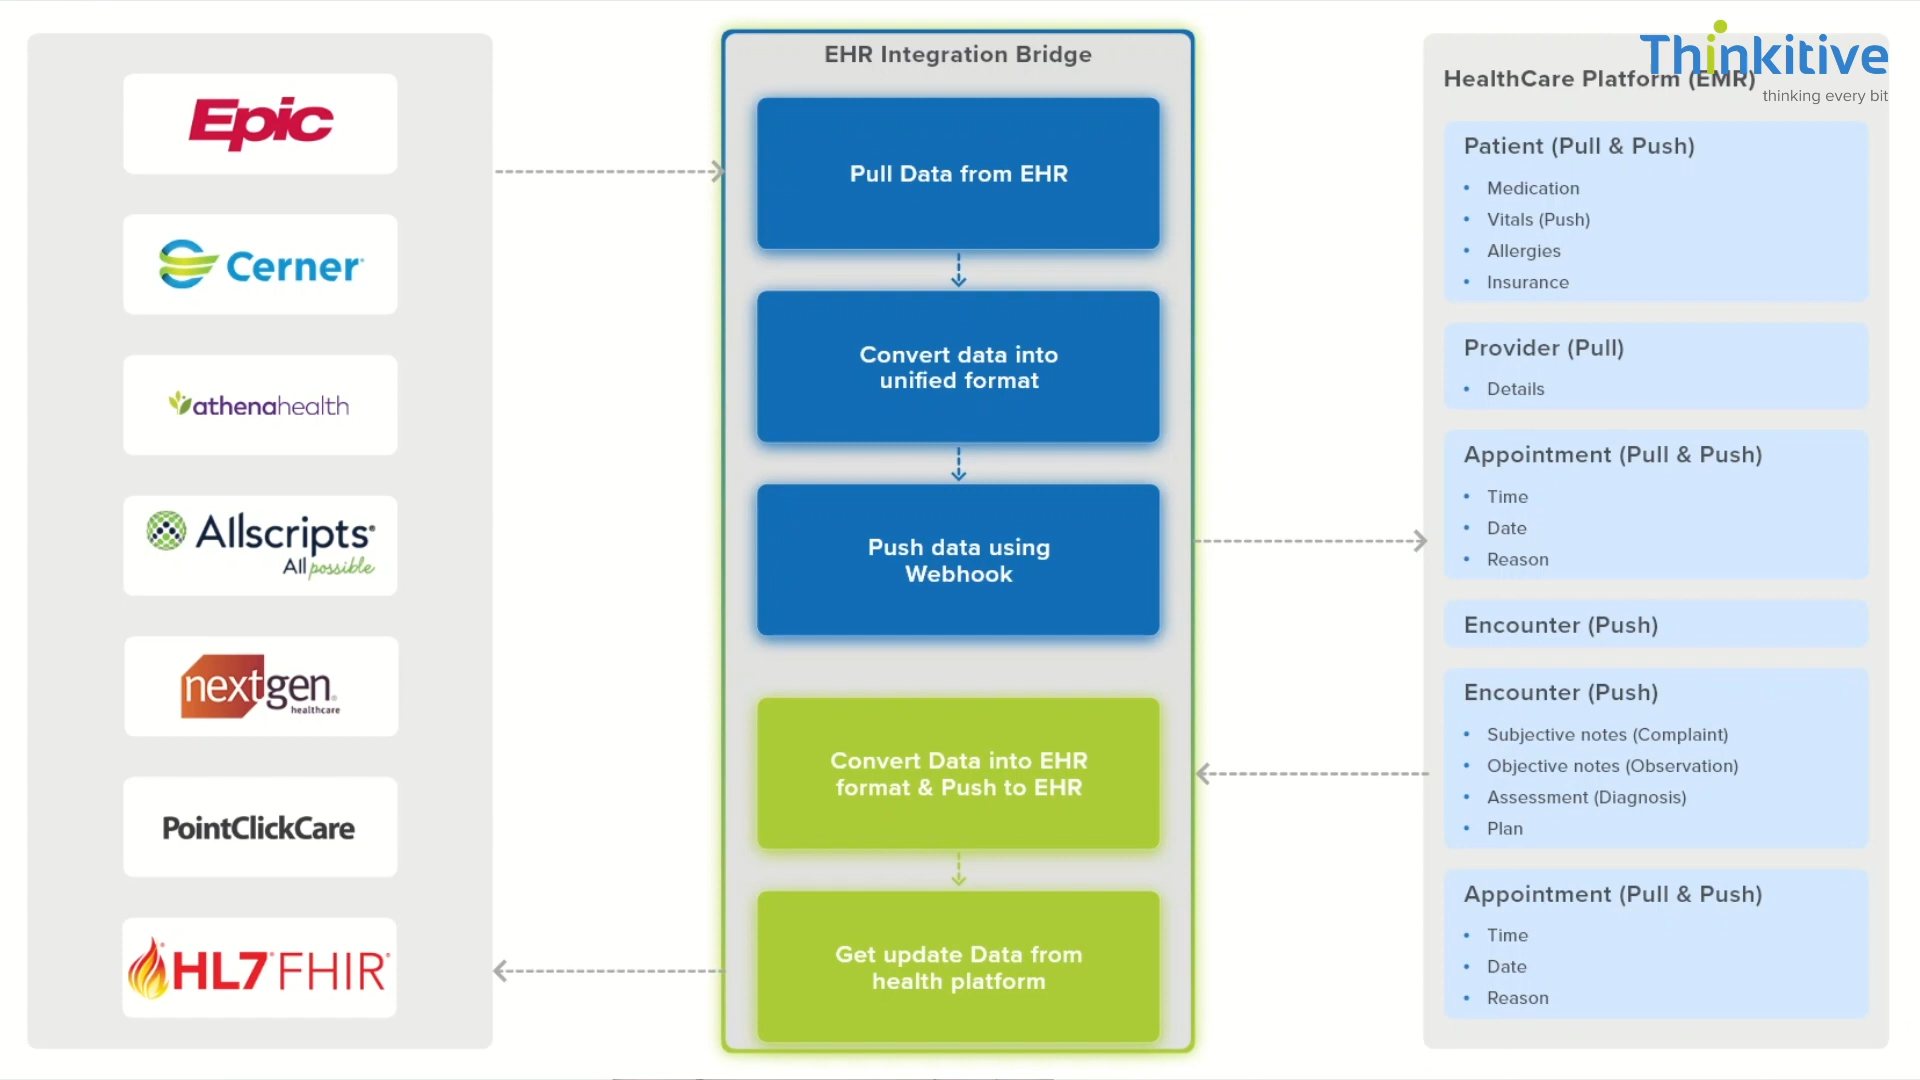 Epic
Cerner
athenahealth
Allscripts®
All possible
nextgen
healthcare
PointClickCare
HL7® FHIR®
EHR Integration Bridge
Pull Data from EHR
Convert data into
unified format
Push data using
Webhook
Convert Data into EHR
format & Push to EHR
Get update Data from
health platform
Thinkitive
thinking every bit
HealthCare Platform (EMR)
Patient (Pull & Push)
• Medication
• Vitals (Push)
• Allergies
• Insurance
Provider (Pull)
• Details
Appointment (Pull & Push)
• Time
• Date
• Reason
Encounter (Push)
Encounter (Push)
• Subjective notes (Complaint)
• Objective notes (Observation)
• Assessment (Diagnosis)
• Plan
Appointment (Pull & Push)
• Time
• Date
• Reason